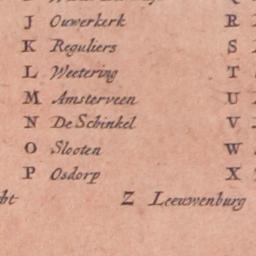 J Ouwerkerk R
K Reguliers S
L Weetering T
M Amsterveen U
N De Schinkel V
O Slooten W
P Osdorp X
Z Leeuwenburg